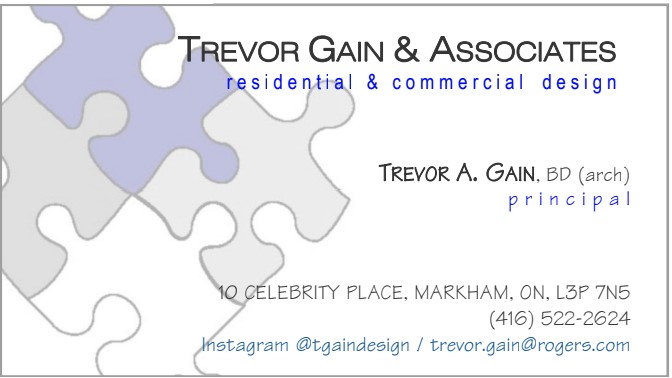 TREVOR GAIN & ASSOCIATES
residential & commercial design
TREVOR A. GAIN, BD (arch)
principal
10 CELEBRITY PLACE, MARKHAM, ON, L3P 7N5
(416) 522-2624
Instagram @tgaindesign / trevor.gain@rogers.com